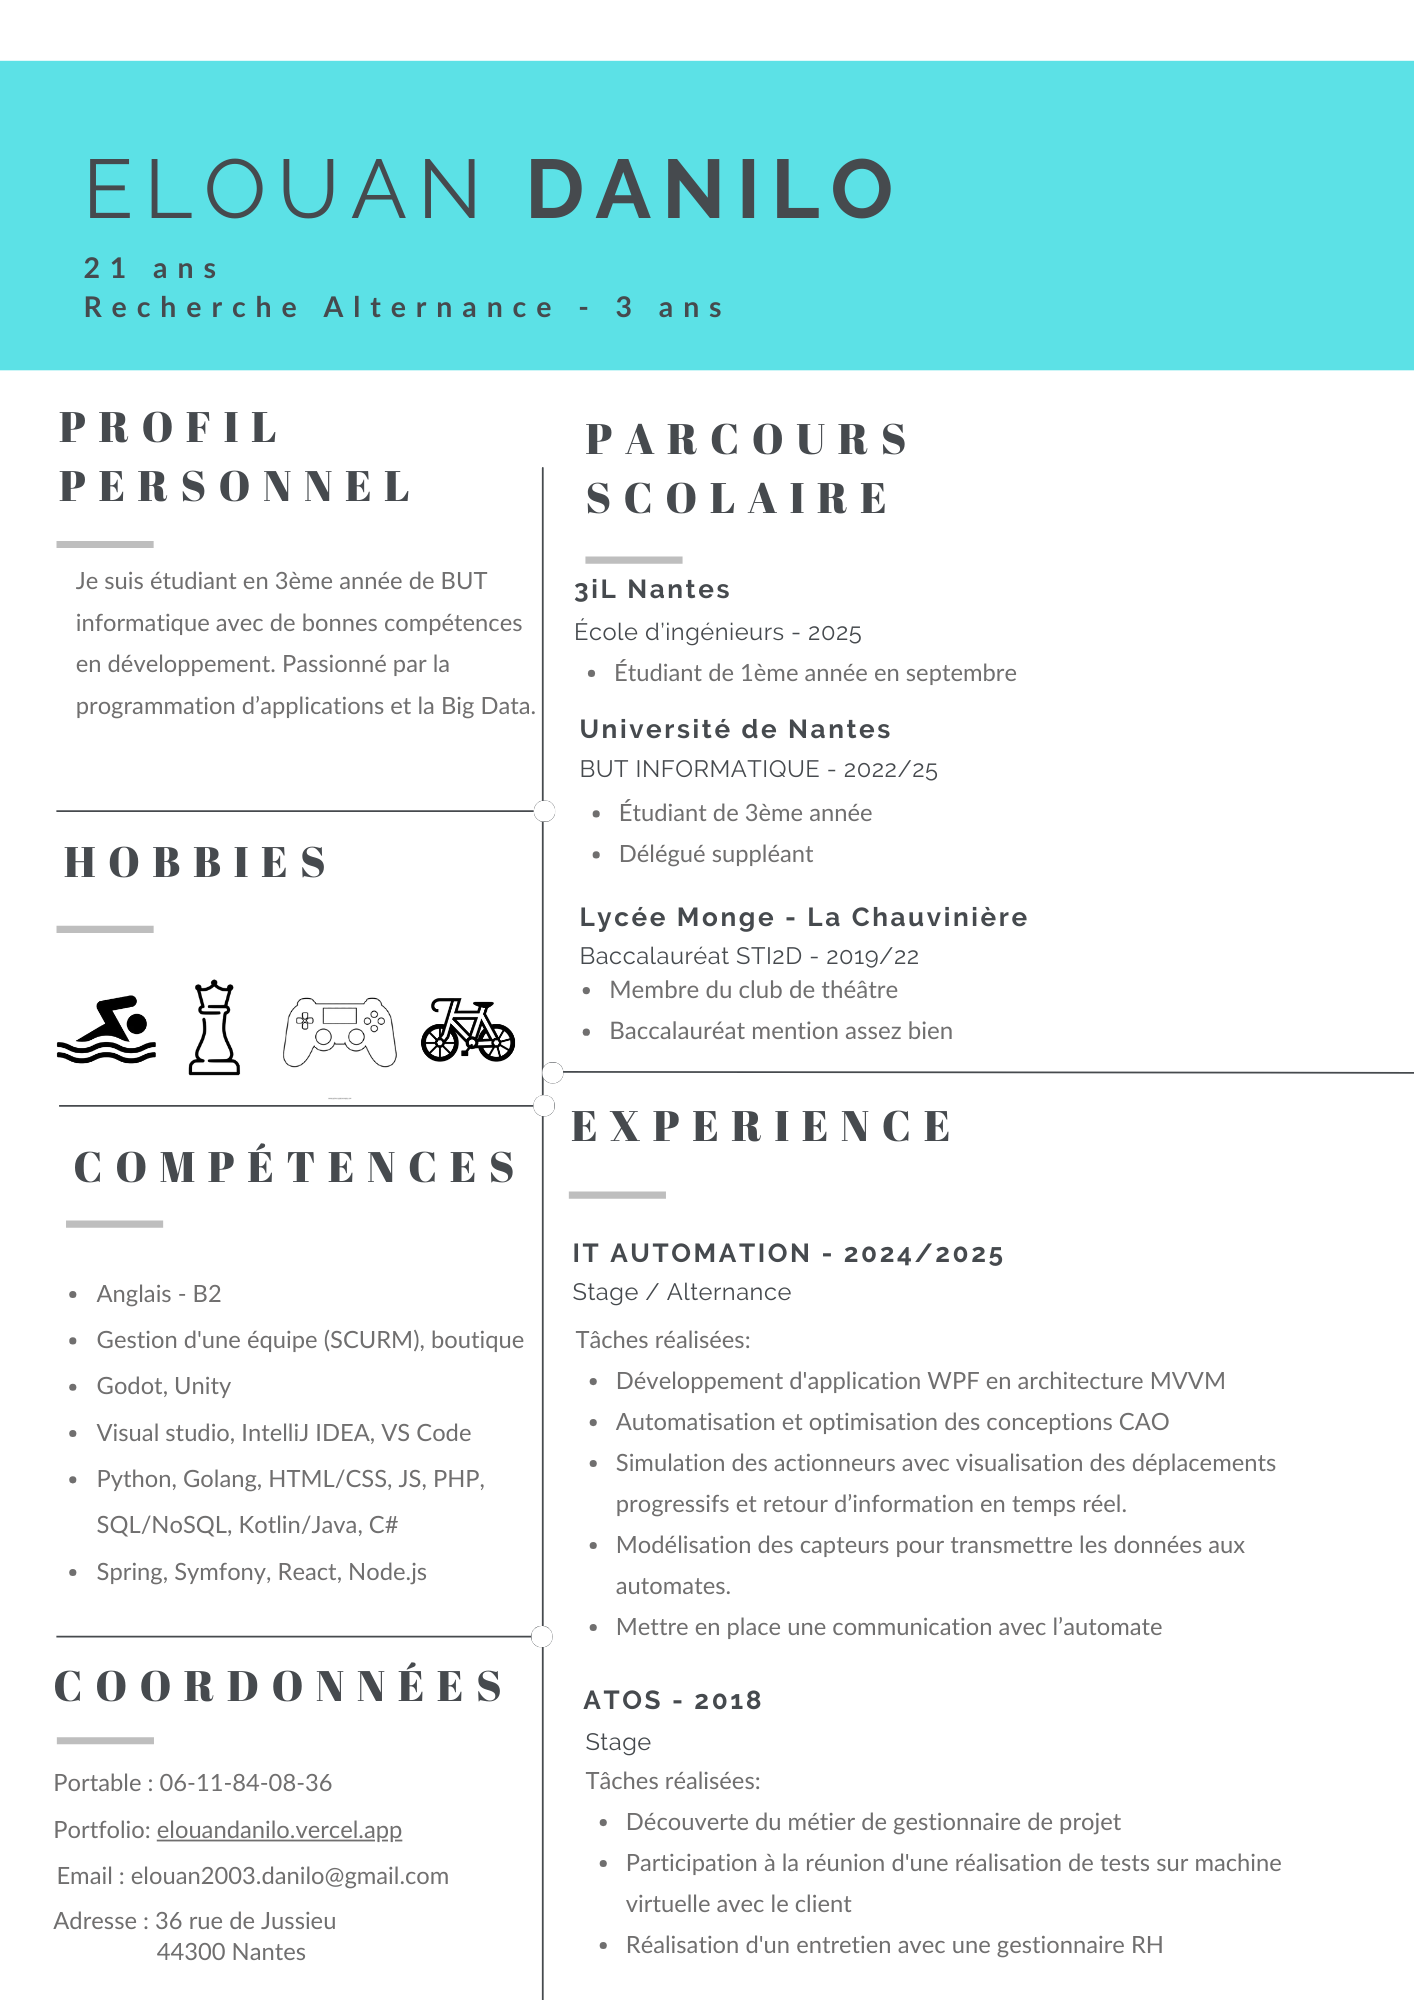 ELOUAN DANILO
21 ans
Recherche Alternance - 3 ans
PROFIL
PERSONNEL
Je suis étudiant en 3ème année de BUT
informatique avec de bonnes compétences
en développement. Passionné par la
programmation d’applications et la Big Data.
HOBBIES
COMPÉTENCES
Anglais - B2
Gestion d'une équipe (SCURM), boutique
Godot, Unity
Visual studio, IntelliJ IDEA, VS Code
Python, Golang, HTML/CSS, JS, PHP,
SQL/NoSQL, Kotlin/Java, C#
Spring, Symfony, React, Node.js
COORDONNÉES
Portable : 06-11-84-08-36
Portfolio: elouandanilo.vercel.app
Email : elouan2003.danilo@gmail.com
Adresse : 36 rue de Jussieu
44300 Nantes
PARCOURS
SCOLAIRE
3iL Nantes
École d’ingénieurs - 2025
Étudiant de 1ème année en septembre
Université de Nantes
BUT INFORMATIQUE - 2022/25
Étudiant de 3ème année
Délégué suppléant
Lycée Monge - La Chauvinière
Baccalauréat STI2D - 2019/22
Membre du club de théâtre
Baccalauréat mention assez bien
EXPERIENCE
IT AUTOMATION - 2024/2025
Stage / Alternance
Tâches réalisées:
Développement d'application WPF en architecture MVVM
Automatisation et optimisation des conceptions CAO
Simulation des actionneurs avec visualisation des déplacements
progressifs et retour d’information en temps réel.
Modélisation des capteurs pour transmettre les données aux
automates.
Mettre en place une communication avec l’automate
ATOS - 2018
Stage
Tâches réalisées:
Découverte du métier de gestionnaire de projet
Participation à la réunion d'une réalisation de tests sur machine
virtuelle avec le client
Réalisation d'un entretien avec une gestionnaire RH